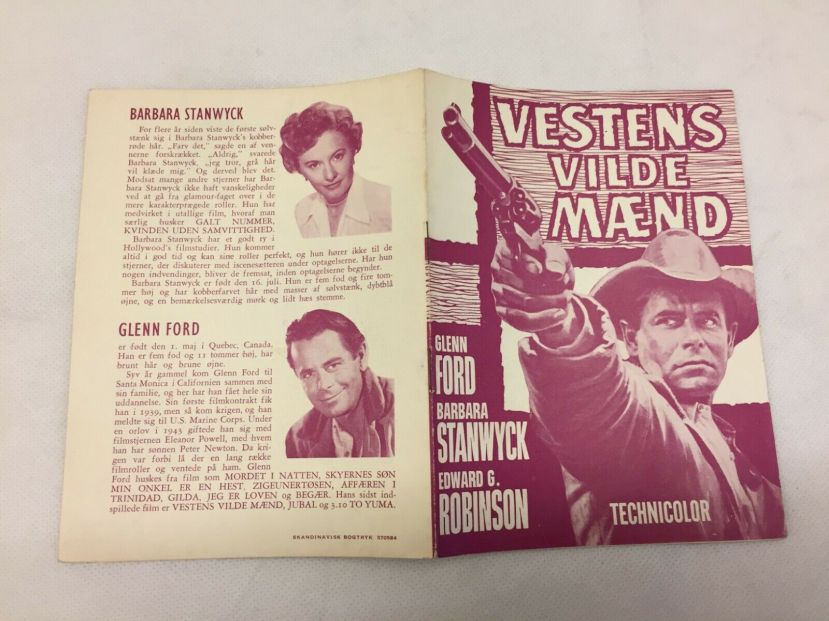 BARBARA STANWYCK
For flere år siden viste de første sølv-
stænk sig i Barbara Stanwyck's kobber-
røde hår. „Farv det," sagde en af ven-
nerne forskrækket. „Aldrig," svarede
Barbara Stanwyck, „jeg tror, grå hår
vil klæde mig." Og derved blev det.
Modsat mange andre stjerner har Bar-
bara Stanwyck ikke haft vanskeligheder
ved at gå fra glamour-faget over i de
mere karakterprægede roller. Hun har
medvirket i utallige film, hvoraf man
særlig husker GALT NUMMER,
KVINDEN UDEN SAMVITTIGHED.
Barbara Stanwyck har et godt ry i
Hollywood's filmstudier. Hun kommer
altid i god tid og kan sine roller perfekt, og hun hører ikke til de
stjerner, der diskuterer med iscenesætteren under optagelserne. Har hun
nogen indvendinger, bliver de fremsat, inden optagelserne begynder.
Barbara Stanwyck er født den 16. juli. Hun er fem fod og fire tom-
mer høj og har kobberfarvet hår med masser af sølvstænk, dybtblå
øjne, og en bemærkelsesværdig mørk og lidt hæs stemme.
GLENN FORD
er født den 1. maj i Quebec, Canada.
Han er fem fod og 11 tommer høj, har
brunt hår og brune øjne.
Syv år gammel kom Glenn Ford til
Santa Monica i Californien sammen med
sin familie, og her har han fået hele sin
uddannelse. Sin første filmkontrakt fik
han i 1939, men så kom krigen, og han
meldte sig til U.S. Marine Corps. Under
en orlov i 1943 giftede han sig med
filmstjernen Eleanor Powell, med hvem
han har sønnen Peter Newton. Da kri-
gen var forbi lå der en lang række
filmroller og ventede på ham. Glenn
Ford huskes fra film som MORDET I NATTEN, SKYERNES SØN
MIN ONKEL ER EN HEST. ZIGEUNERTØSEN, AFFÆREN I
TRINIDAD, GILDA, JEG ER LOVEN og BEGÆR. Hans sidst ind-
spillede film er VESTENS VILDE MÆND, JUBAL og 3.10 TO YUMA.
SKANDINAVISK BOGTRYK 570584
VESTENS
VILDE
MÆND
GLENN
FORD
BARBARA
STANWYCK
EDWARD G.
ROBINSON
TECHNICOLOR